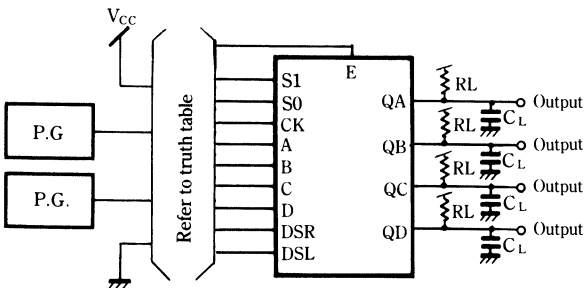 VCC
P.G
P.G.
Refer to truth table
E
S1
S0
CK
A
B
C
D
DSR
DSL
QA
QB
QC
QD
RL
CL
Output
RL
CL
Output
RL
CL
Output
RL
CL
Output